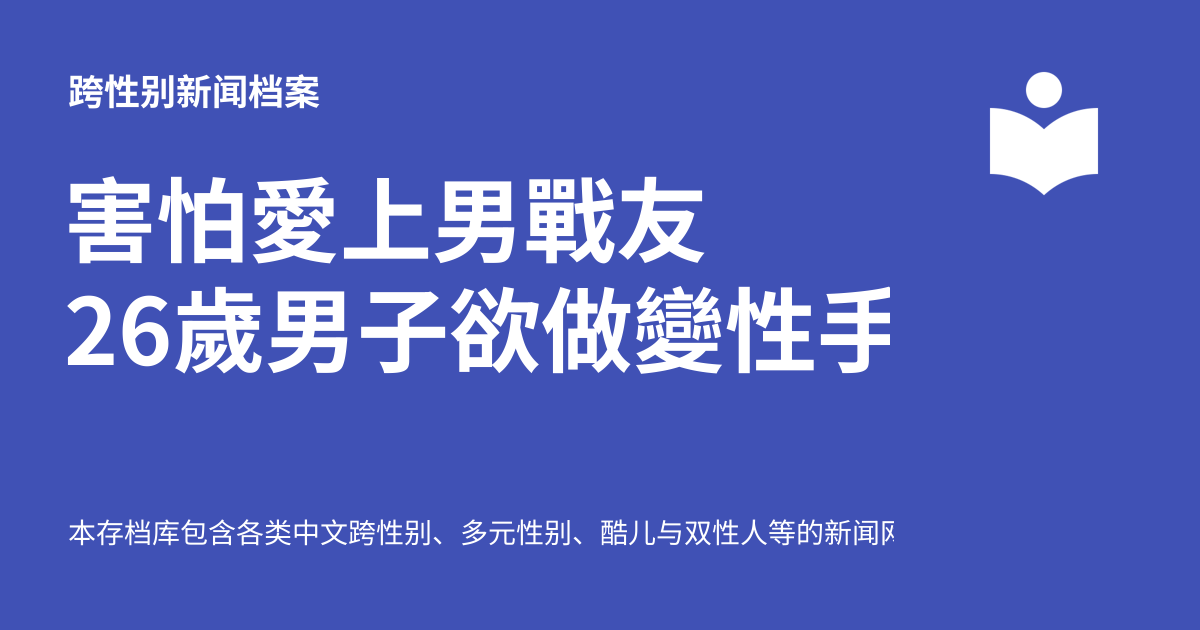 跨性别新闻档案
害怕愛上男戰友
26歲男子欲做變性手
本存档库包含各类中文跨性别、多元性别、酷儿与双性人等的新闻